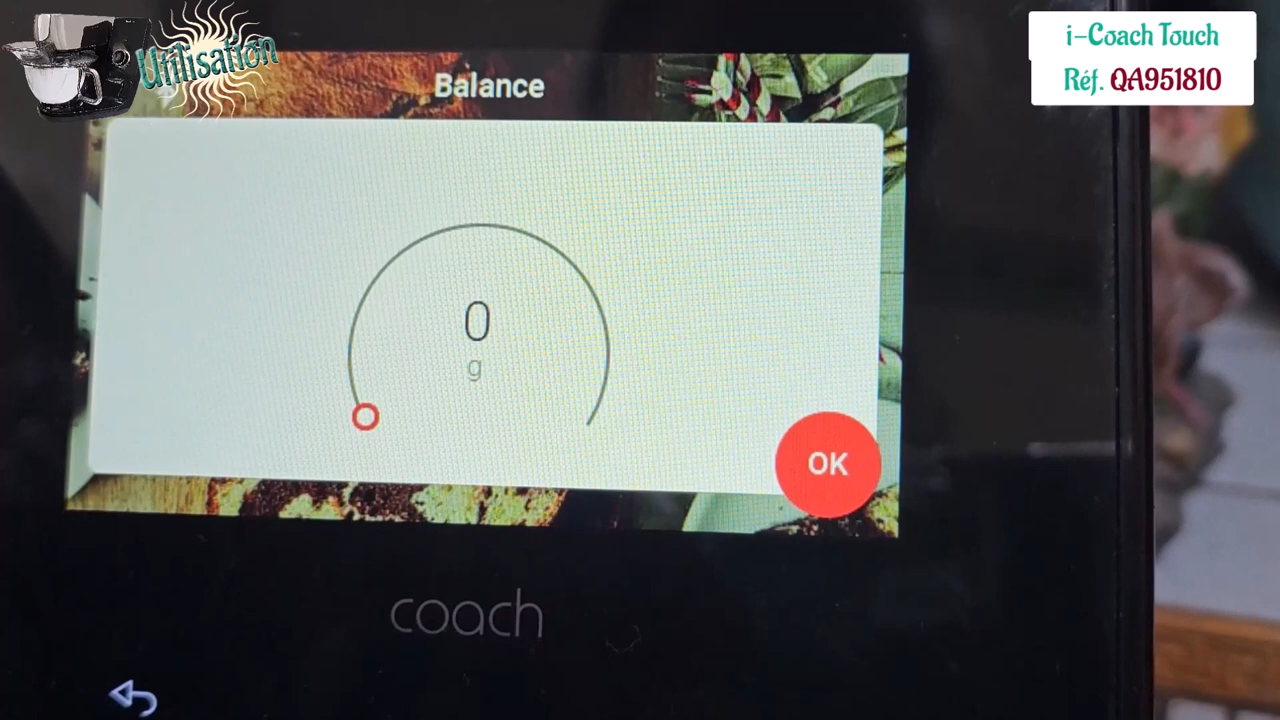 Utilisation
i-Coach Touch
Réf. QA951810
Balance
0
g
OK
coach